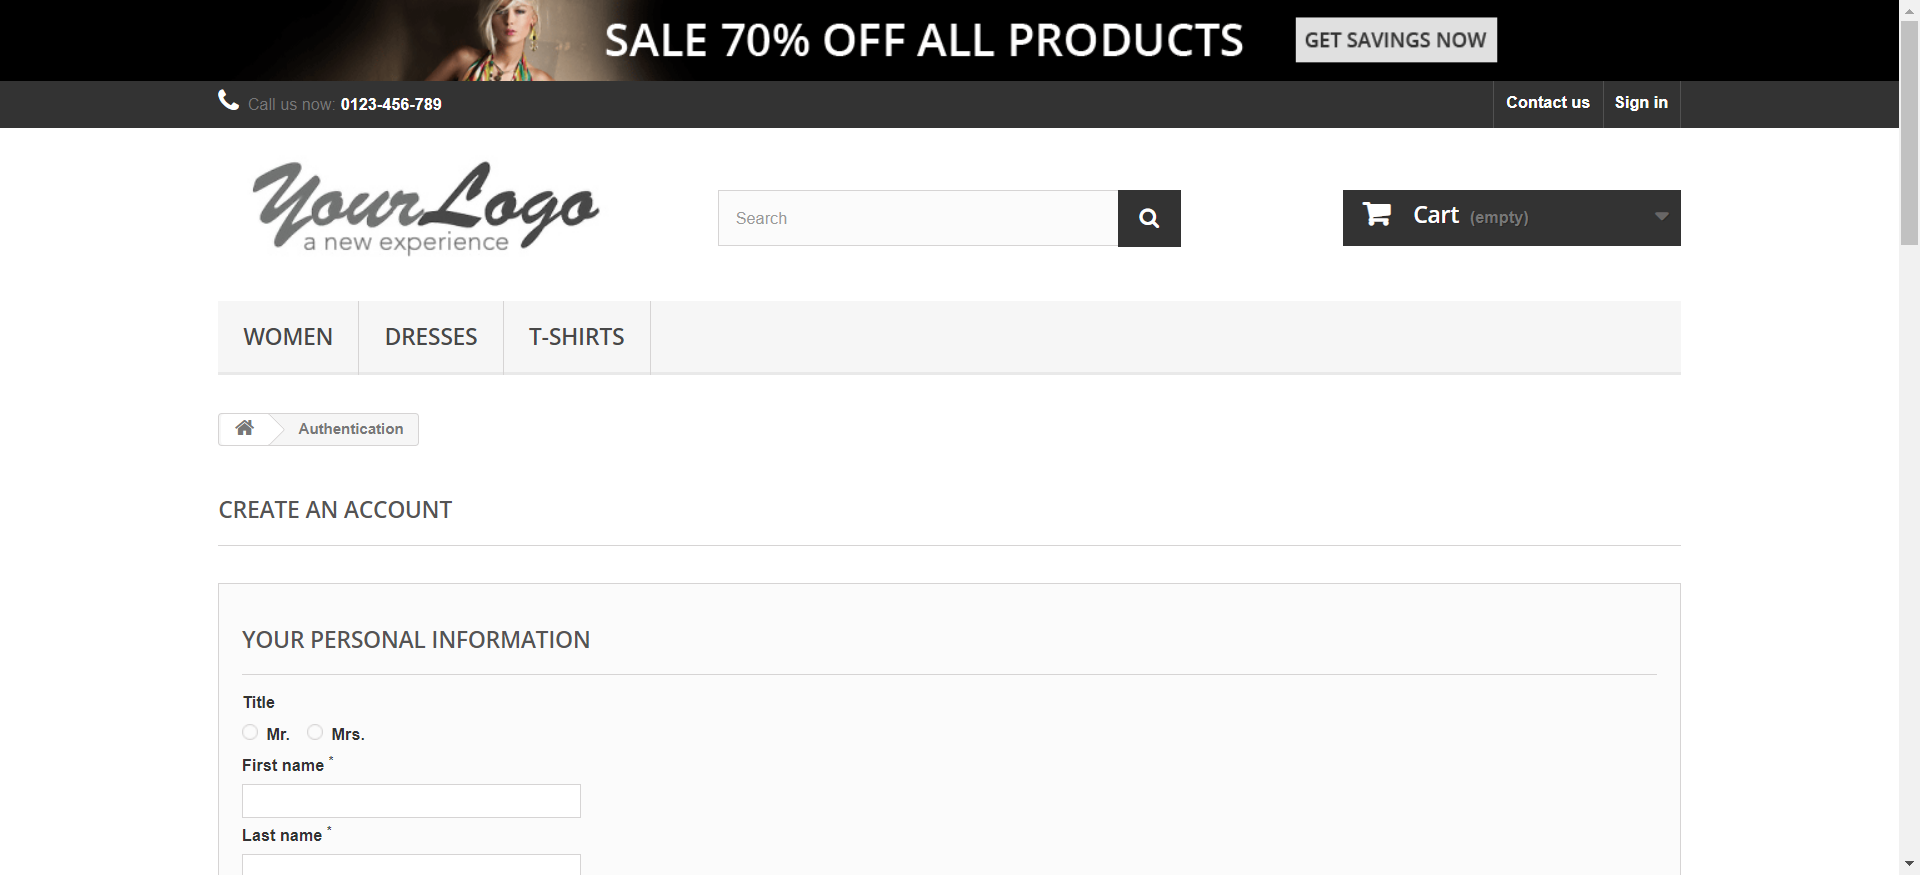 SALE 70% OFF ALL PRODUCTS GET SAVINGS NOW
Call us now: 0123-456-789 Contact us Sign in
YourLogo
a new experience
Search
Cart (empty)
WOMEN DRESSES T-SHIRTS
Authentication
CREATE AN ACCOUNT
YOUR PERSONAL INFORMATION
Title
Mr. Mrs.
First name *
Last name *